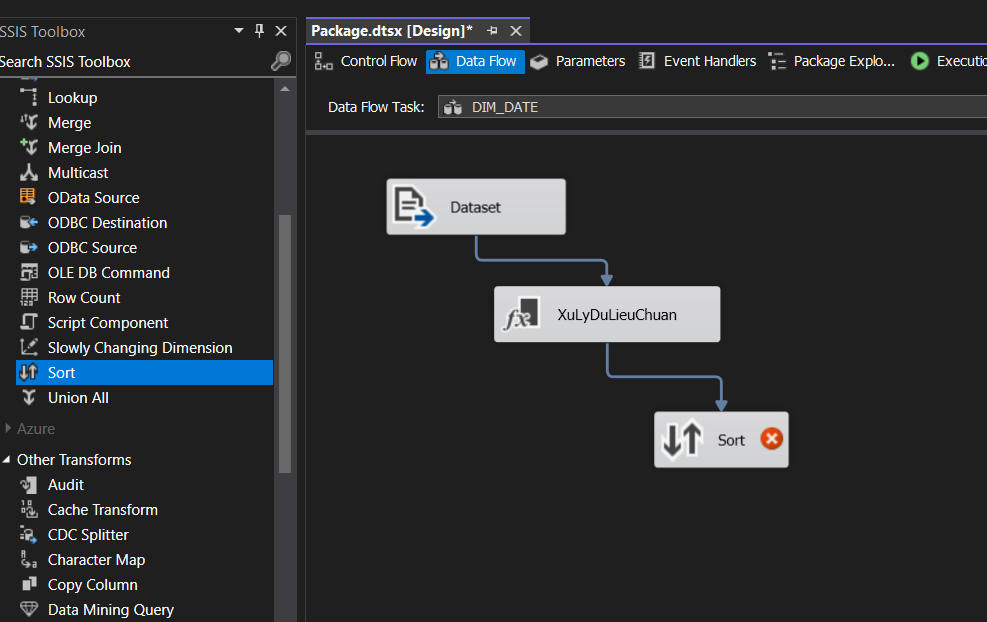 SSIS Toolbox
Search SSIS Toolbox
Lookup
Merge
Merge Join
Multicast
OData Source
ODBC Destination
ODBC Source
OLE DB Command
Row Count
Script Component
Slowly Changing Dimension
Sort
Union All
Azure
Other Transforms
Audit
Cache Transform
CDC Splitter
Character Map
Copy Column
Data Mining Query
Package.dtsx [Design]*
Control Flow
Data Flow
Parameters
Event Handlers
Package Explo...
Executio
Data Flow Task:
DIM_DATE
Dataset
XuLyDuLieuChuan
Sort